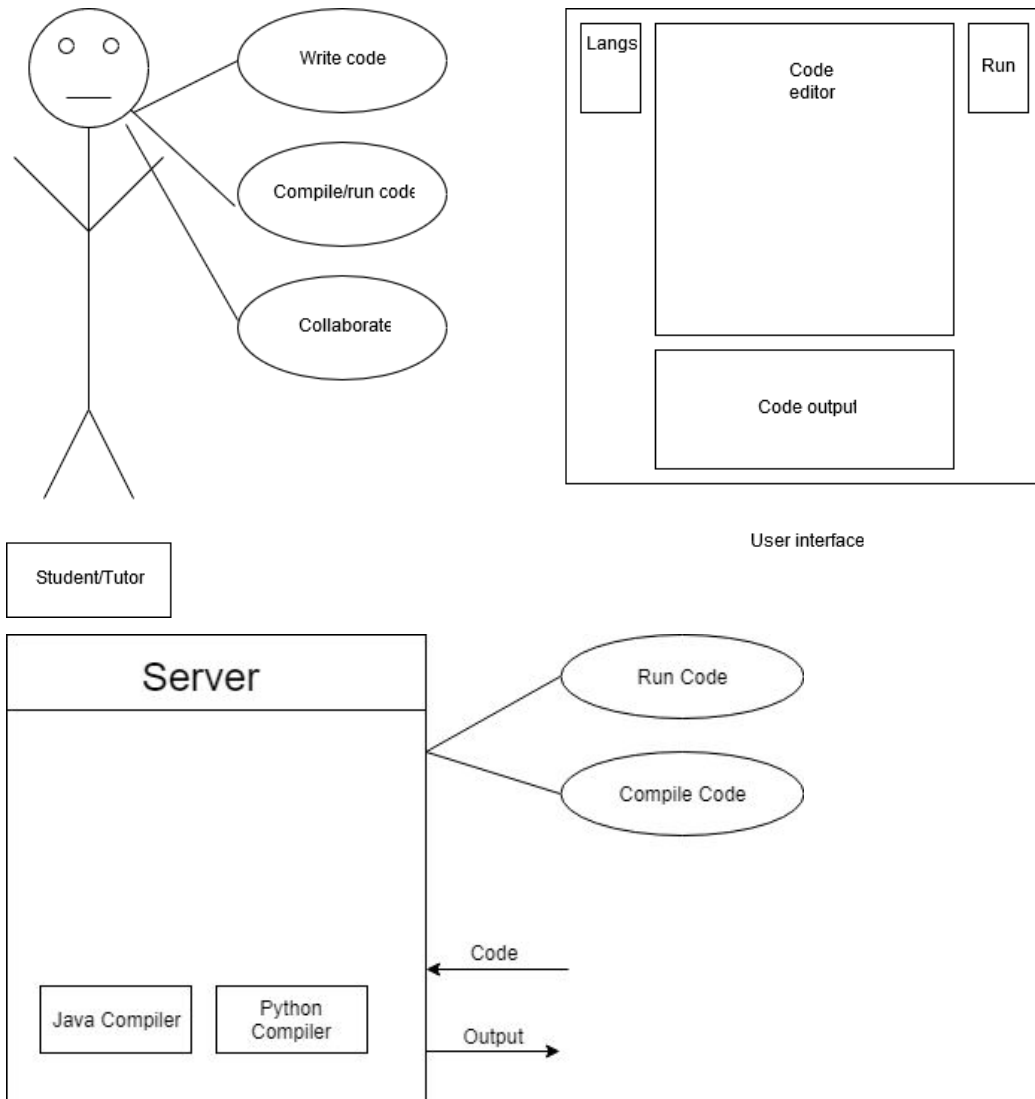 Write code
Compile/run code
Collaborate
Langs
Code
editor
Run
Code output
User interface
Student/Tutor
Server
Run Code
Compile Code
Code
Output
Java Compiler
Python
Compiler